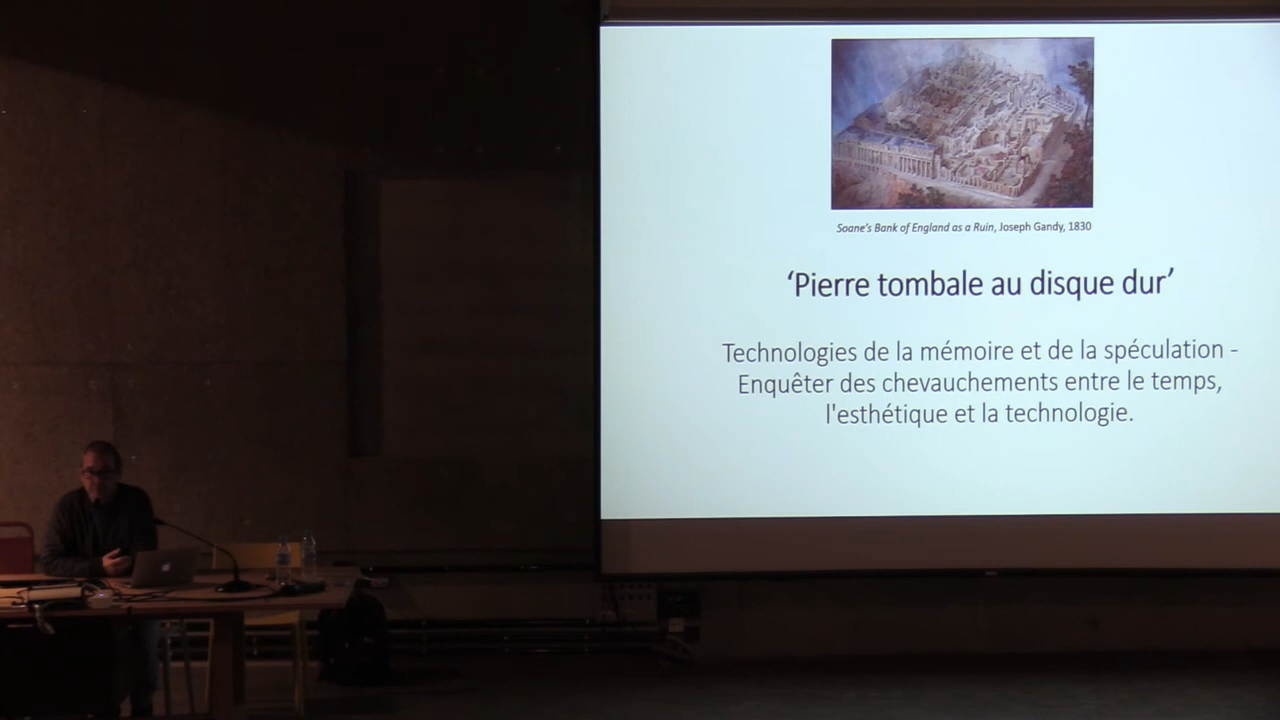 Soane's Bank of England as a Ruin, Joseph Gandy, 1830
‘Pierre tombale au disque dur’
Technologies de la mémoire et de la spéculation -
Enquêter des chevauchements entre le temps,
l'esthétique et la technologie.